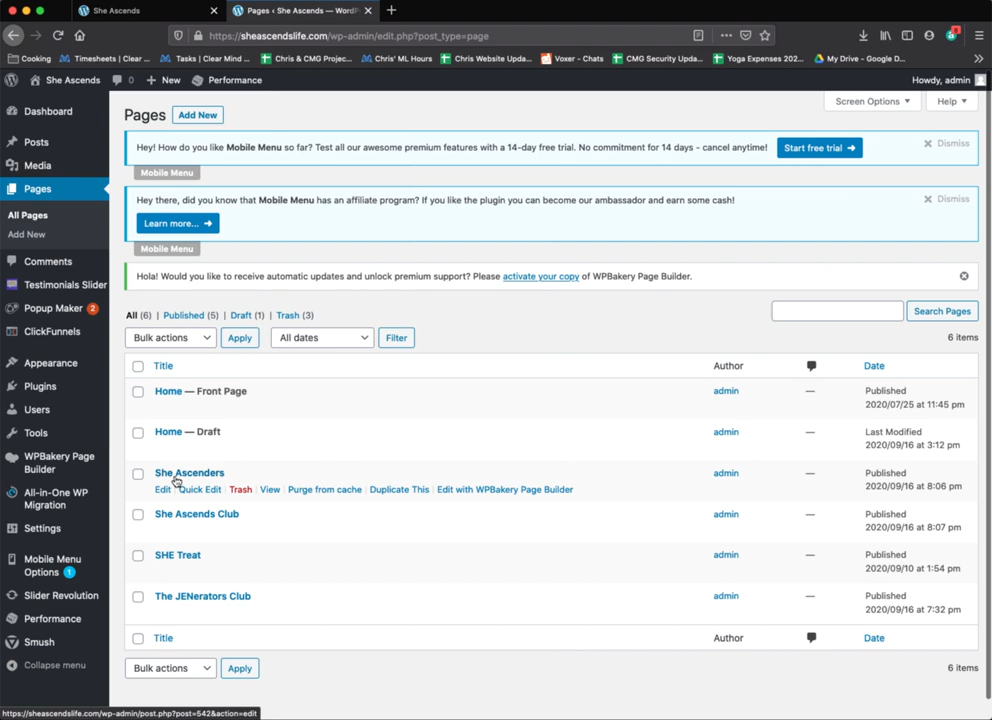 She Ascends
Pages ‹ She Ascends — WordP
https://sheascendslife.com/wp-admin/edit.php?post_type=page
Cooking
Timesheets | Clear ...
Tasks | Clear Mind ...
Chris & CMG Projec...
Chris' ML Hours
Chris Website Upda...
Voxer - Chats
CMG Security Upda...
Yoga Expenses 202...
My Drive - Google D...
She Ascends
0
New
Performance
Howdy, admin
Dashboard
Posts
Media
Pages
All Pages
Add New
Comments
Testimonials Slider
Popup Maker 2
ClickFunnels
Appearance
Plugins
Users
Tools
WPBakery Page
Builder
All-in-One WP
Migration
Settings
Mobile Menu
Options 1
Slider Revolution
Performance
Smush
Collapse menu
Screen Options
Help
Pages
Add New
Hey! How do you like Mobile Menu so far? Test all our awesome premium features with a 14-day free trial. No commitment for 14 days - cancel anytime!
Start free trial
Dismiss
Mobile Menu
Hey there, did you know that Mobile Menu has an affiliate program? If you like the plugin you can become our ambassador and earn some cash!
Dismiss
Learn more...
Mobile Menu
Hola! Would you like to receive automatic updates and unlock premium support? Please activate your copy of WPBakery Page Builder.
All (6) | Published (5) | Draft (1) | Trash (3)
Search Pages
Bulk actions
Apply
All dates
Filter
6 items
Title
Author
Date
Home — Front Page
admin
—
Published
2020/07/25 at 11:45 pm
Home — Draft
admin
—
Last Modified
2020/09/16 at 3:12 pm
She Ascenders
admin
—
Published
2020/09/16 at 8:06 pm
Edit | Quick Edit | Trash | View | Purge from cache | Duplicate This | Edit with WPBakery Page Builder
She Ascends Club
admin
—
Published
2020/09/16 at 8:07 pm
SHE Treat
admin
—
Published
2020/09/10 at 1:54 pm
The JENerators Club
admin
—
Published
2020/09/16 at 7:32 pm
Title
Author
Date
Bulk actions
Apply
6 items
https://sheascendslife.com/wp-admin/post.php?post=542&action=edit